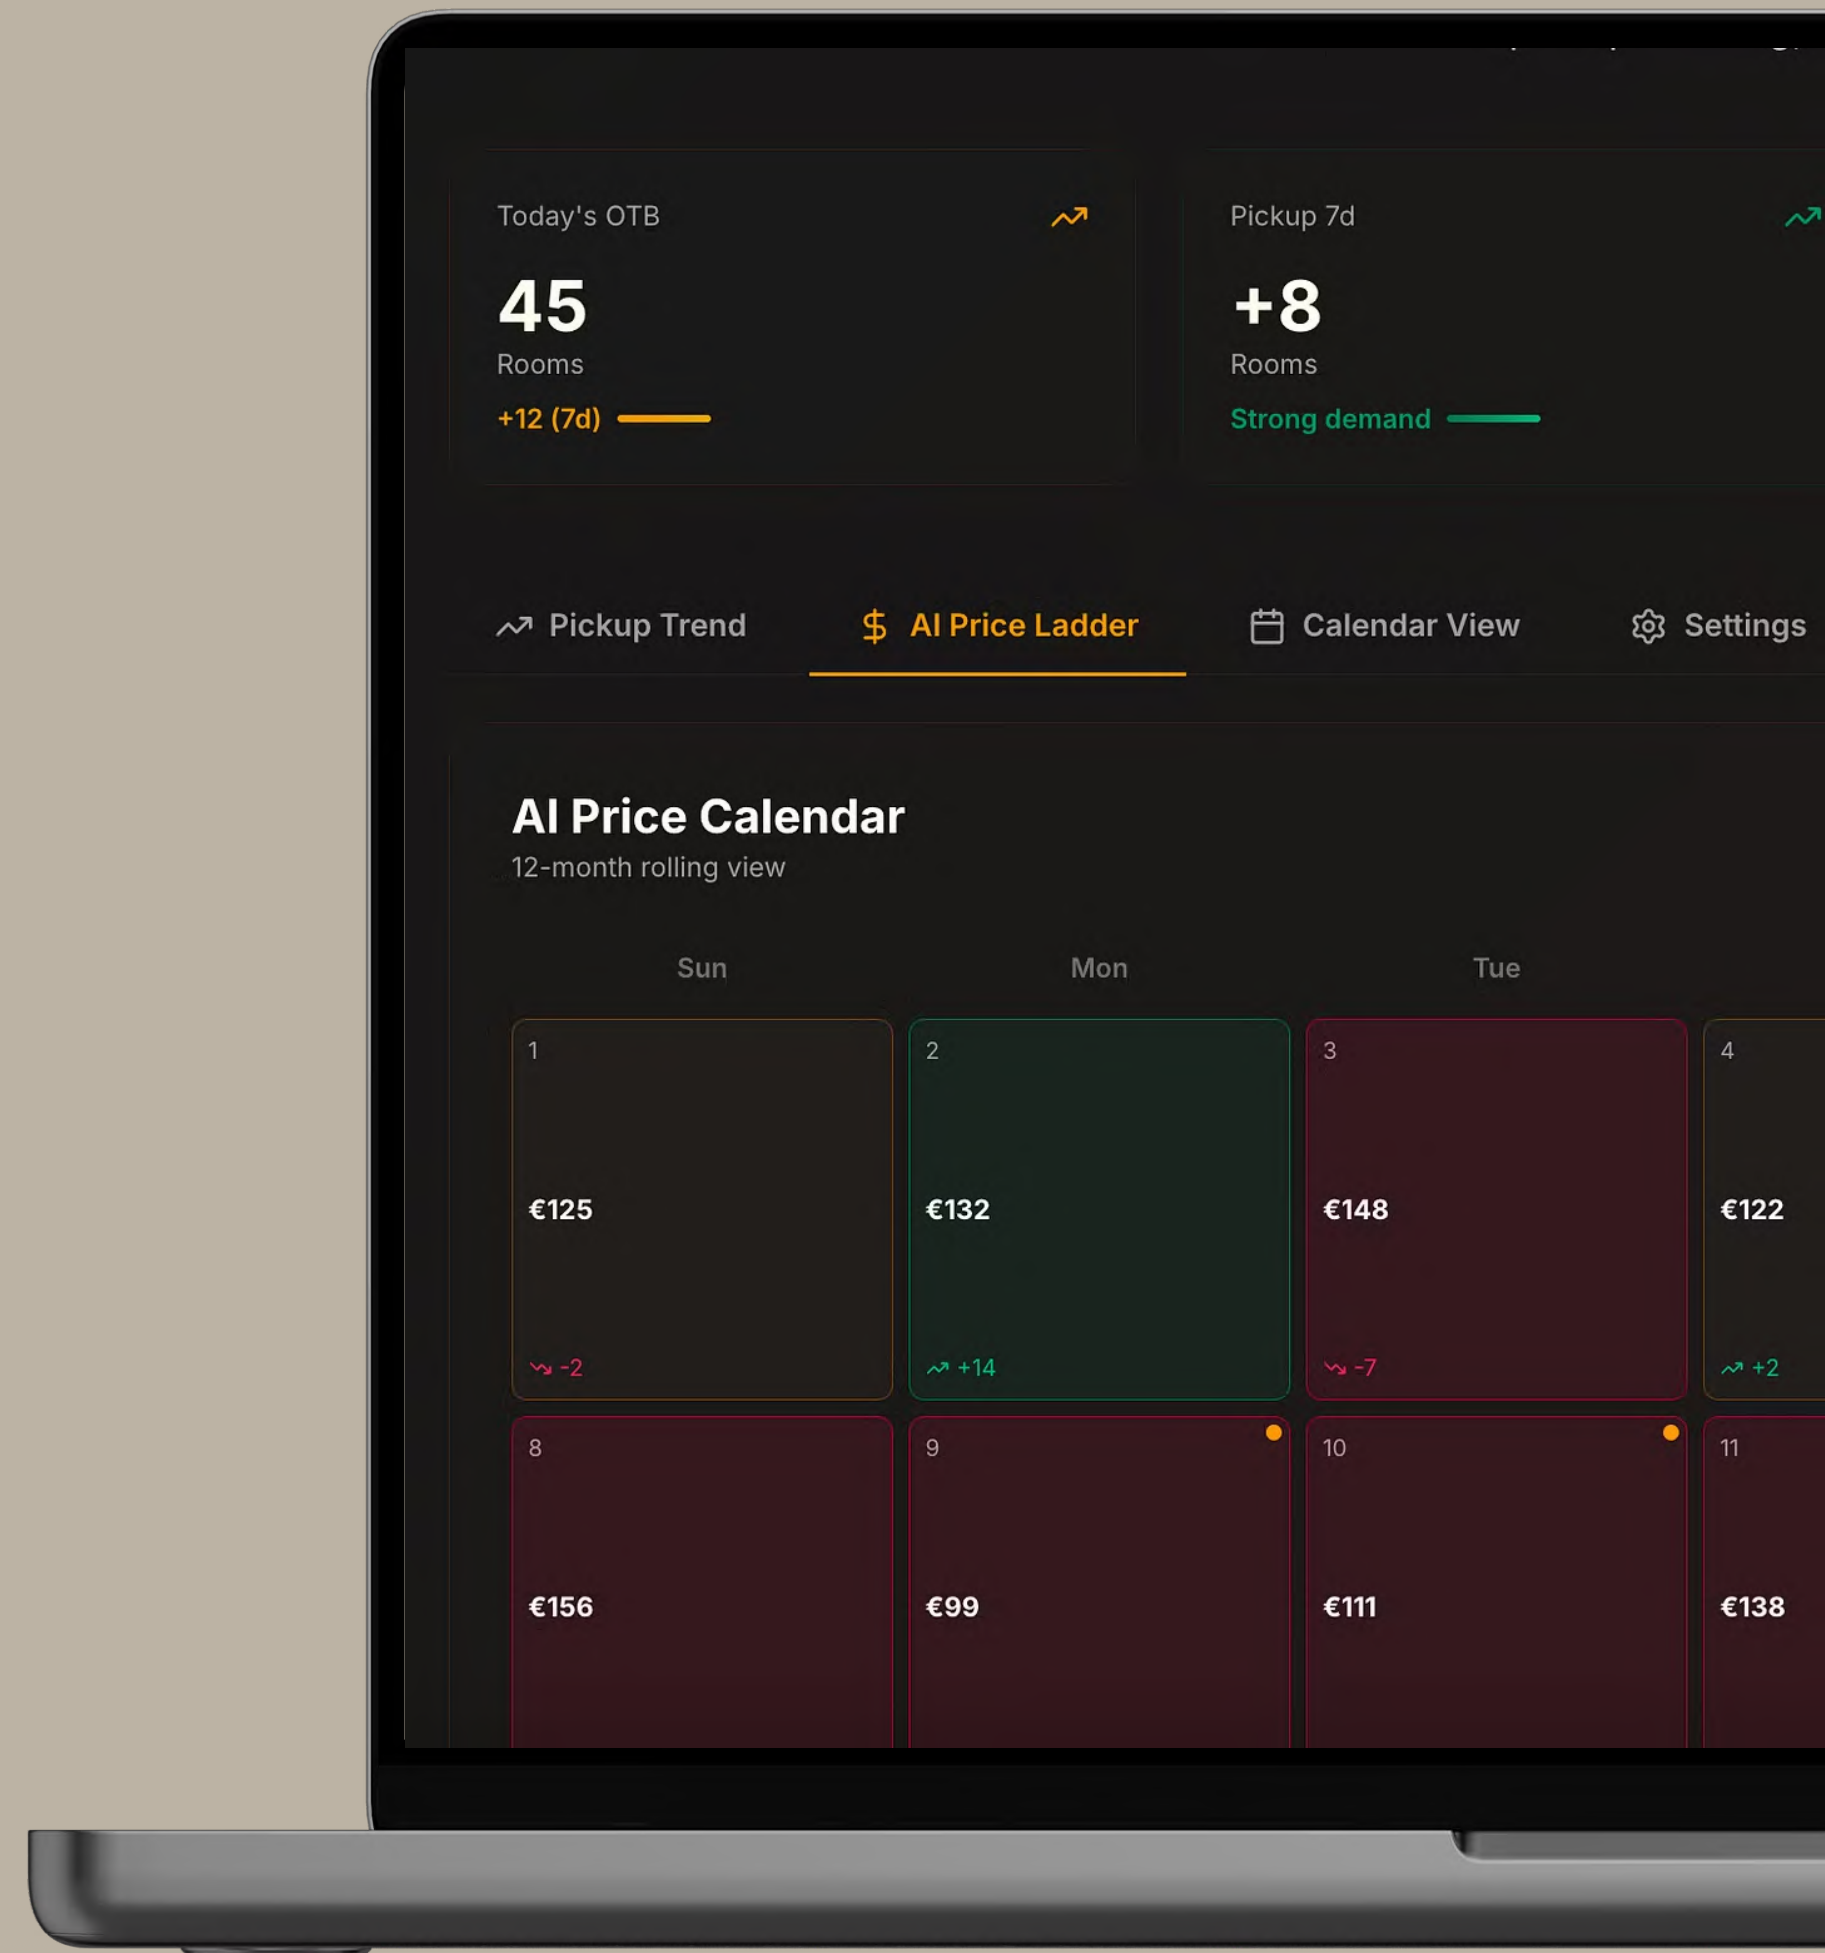 Today's OTB
45
Rooms
+12 (7d)
Pickup 7d
+8
Rooms
Strong demand
Pickup Trend
AI Price Ladder
Calendar View
Settings
AI Price Calendar
12-month rolling view
Sun Mon Tue
1 2 3 4
€125 €132 €148 €122
-2 +14 -7 +2
8 9 10 11
€156 €99 €111 €138